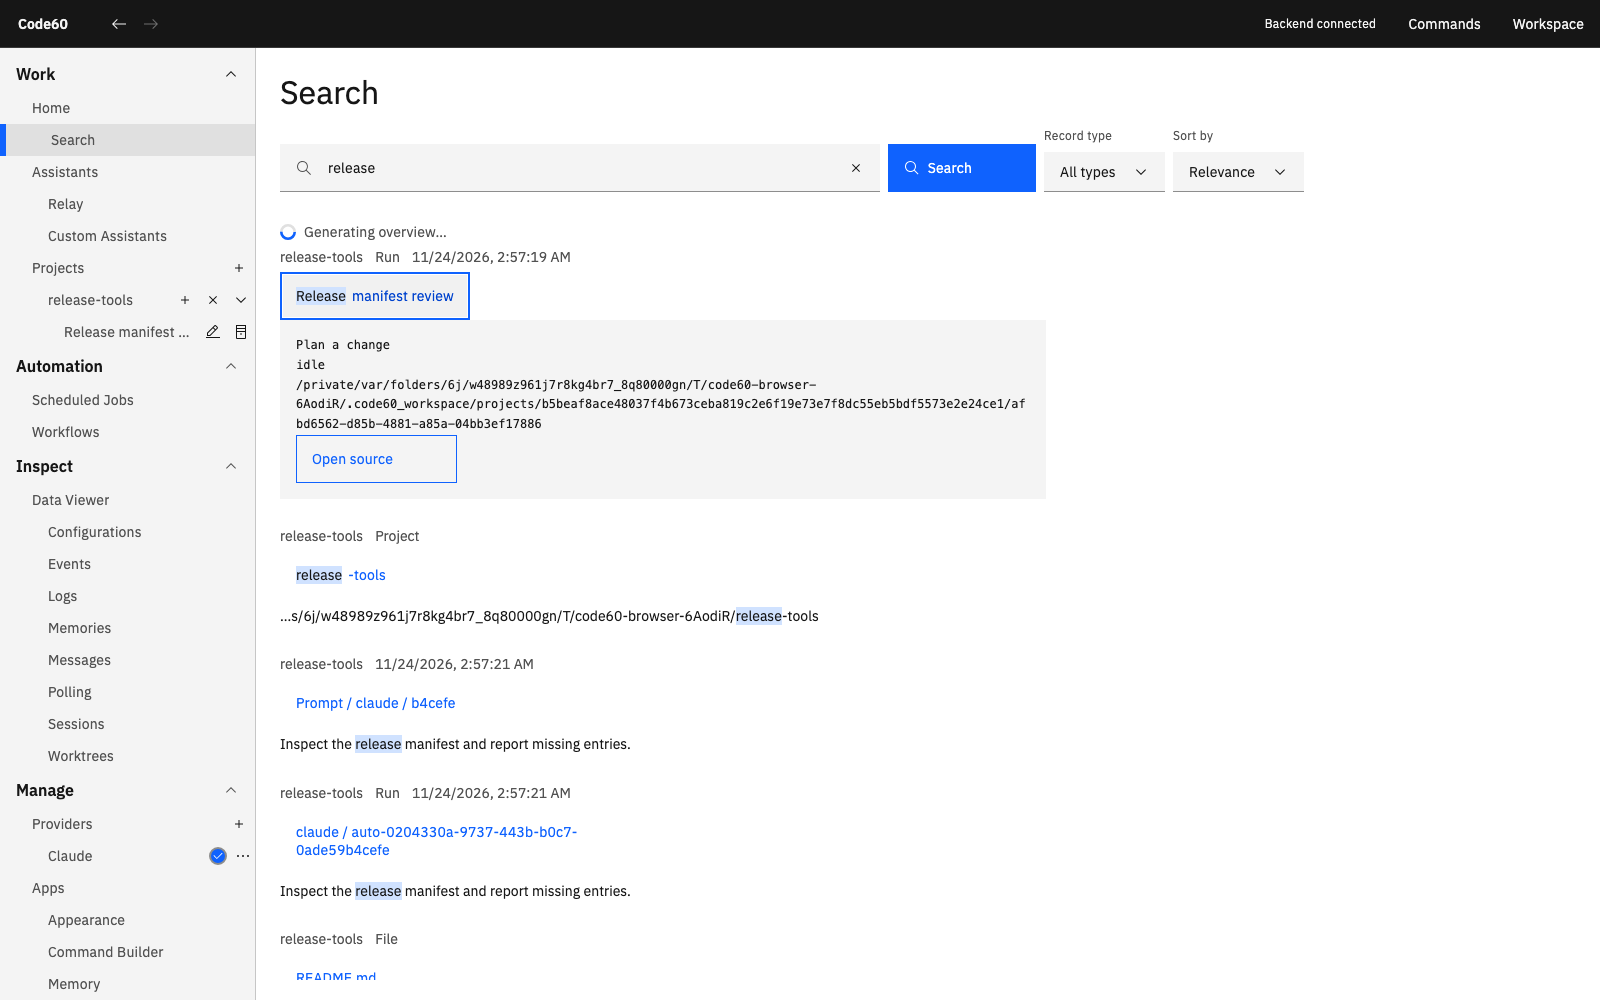 Code60
Backend connected
Commands
Workspace
Work
Home
Search
Assistants
Relay
Custom Assistants
Projects
release-tools
Release manifest ...
Automation
Scheduled Jobs
Workflows
Inspect
Data Viewer
Configurations
Events
Logs
Memories
Messages
Polling
Sessions
Worktrees
Manage
Providers
Claude
Apps
Appearance
Command Builder
Memory
Search
Record type
Sort by
release
Search
All types
Relevance
Generating overview...
release-tools Run 11/24/2026, 2:57:19 AM
Release manifest review
Plan a change
idle
/private/var/folders/6j/w48989z961j7r8kg4br7_8q80000gn/T/code60-browser-
6AodiR/.code60_workspace/projects/b5beaf8ace48037f4b673ceba819c2e6f19e73e7f8dc55eb5bdf5573e2e24ce1/af
bd6562-d85b-4881-a85a-04bb3ef17886
Open source
release-tools Project
release -tools
...s/6j/w48989z961j7r8kg4br7_8q80000gn/T/code60-browser-6AodiR/release-tools
release-tools 11/24/2026, 2:57:21 AM
Prompt / claude / b4cefe
Inspect the release manifest and report missing entries.
release-tools Run 11/24/2026, 2:57:21 AM
claude / auto-0204330a-9737-443b-b0c7-
0ade59b4cefe
Inspect the release manifest and report missing entries.
release-tools File
README.md